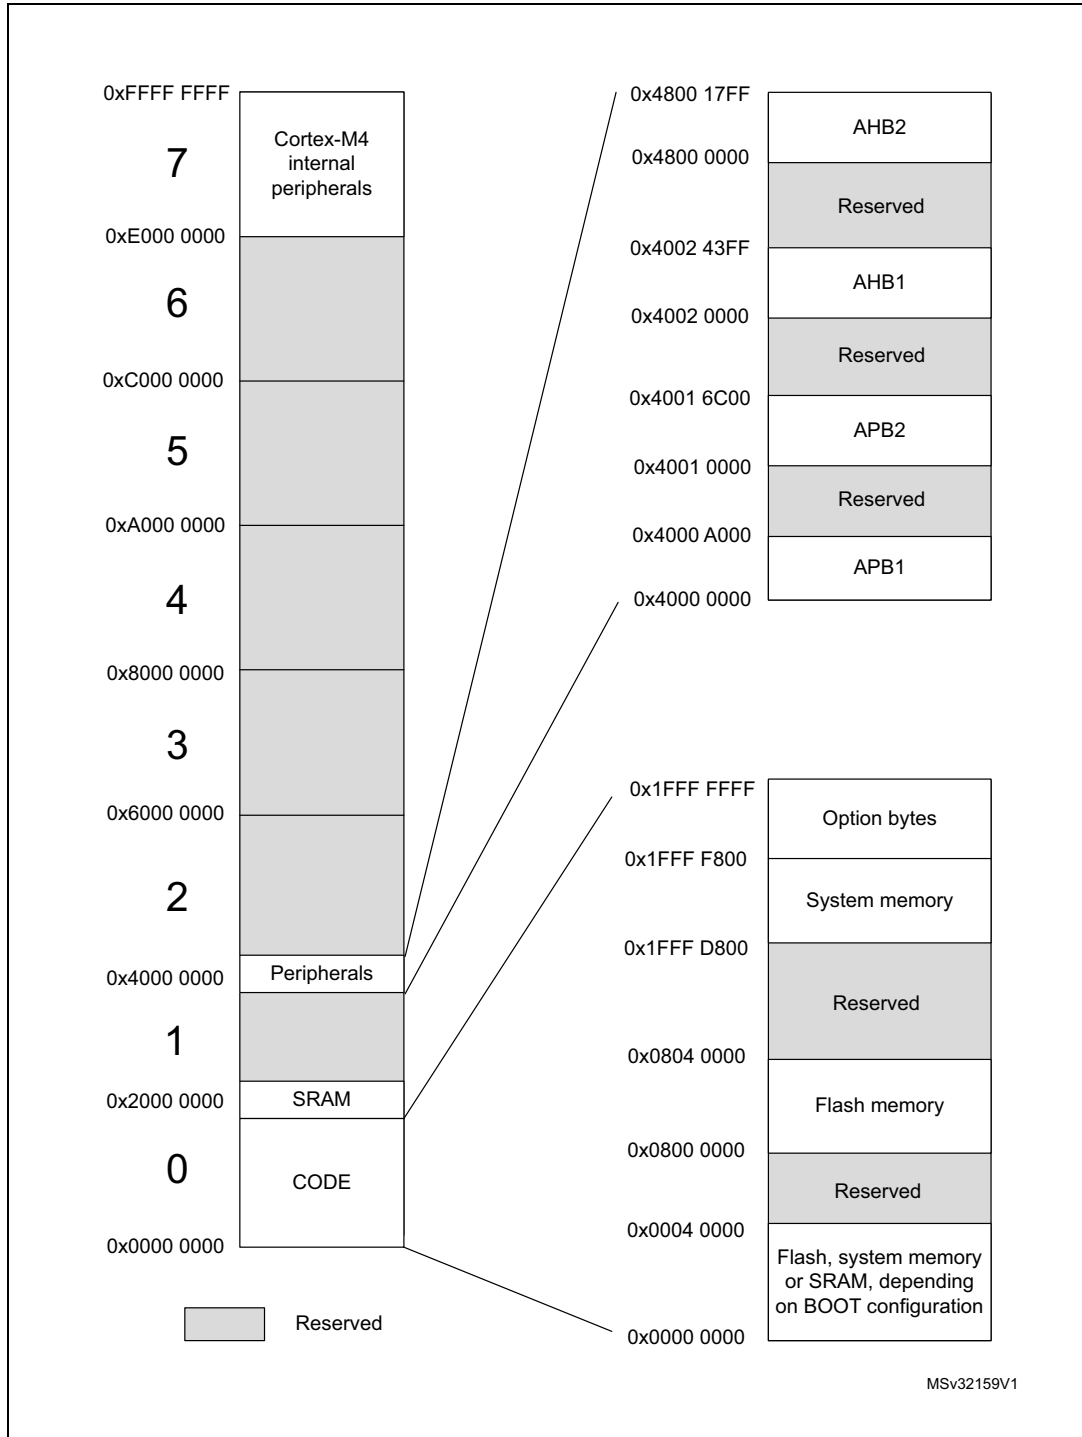 0xFFFF FFFF
Cortex-M4
internal
peripherals
7
0xE000 0000
6
0xC000 0000
5
0xA000 0000
4
0x8000 0000
3
0x6000 0000
2
0x4000 0000
Peripherals
1
0x2000 0000
SRAM
0
CODE
0x0000 0000
Reserved
0x4800 17FF
AHB2
0x4800 0000
Reserved
0x4002 43FF
AHB1
0x4002 0000
Reserved
0x4001 6C00
APB2
0x4001 0000
Reserved
0x4000 A000
APB1
0x4000 0000
0x1FFF FFFF
Option bytes
0x1FFF F800
System memory
0x1FFF D800
Reserved
0x0804 0000
Flash memory
0x0800 0000
Reserved
0x0004 0000
Flash, system memory
or SRAM, depending
on BOOT configuration
0x0000 0000
MSv32159V1